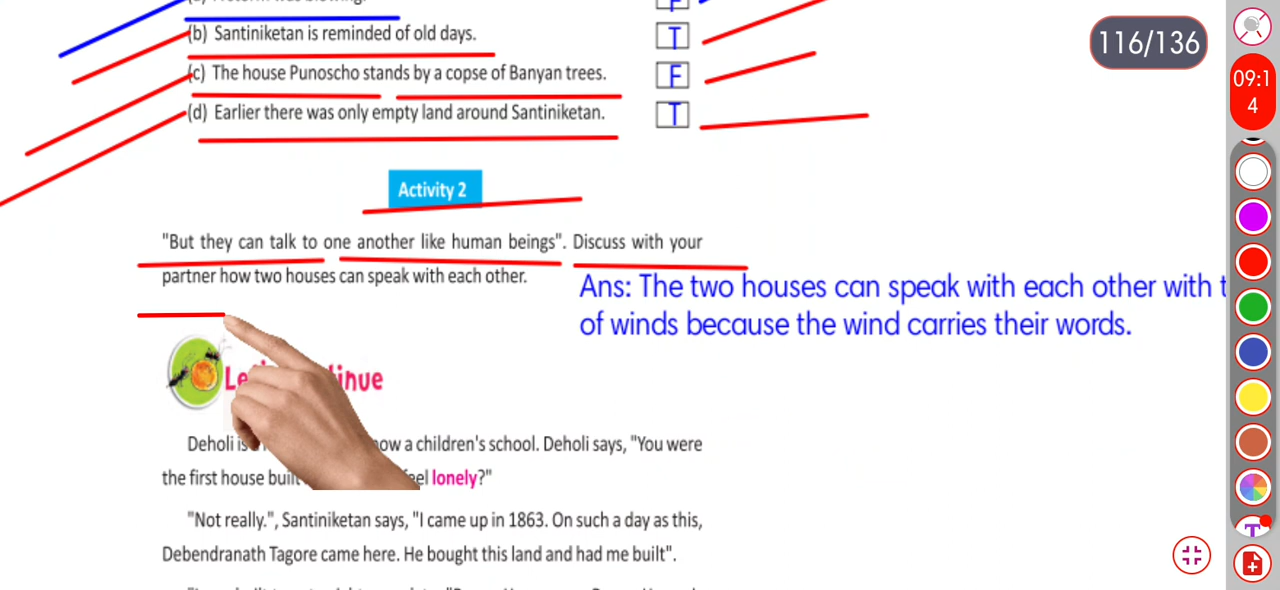 116/136
09:1
4
(b) Santiniketan is reminded of old days. T
(c) The house Punoscho stands by a copse of Banyan trees. F
(d) Earlier there was only empty land around Santiniketan. T
Activity 2
"But they can talk to one another like human beings". Discuss with your
partner how two houses can speak with each other.
Ans: The two houses can speak with each other with
of winds because the wind carries their words.
Deholi a children's school. Deholi says, "You were
the first house lonely?"
"Not really.", Santiniketan says, "I came up in 1863. On such a day as this,
Debendranath Tagore came here. He bought this land and had me built".